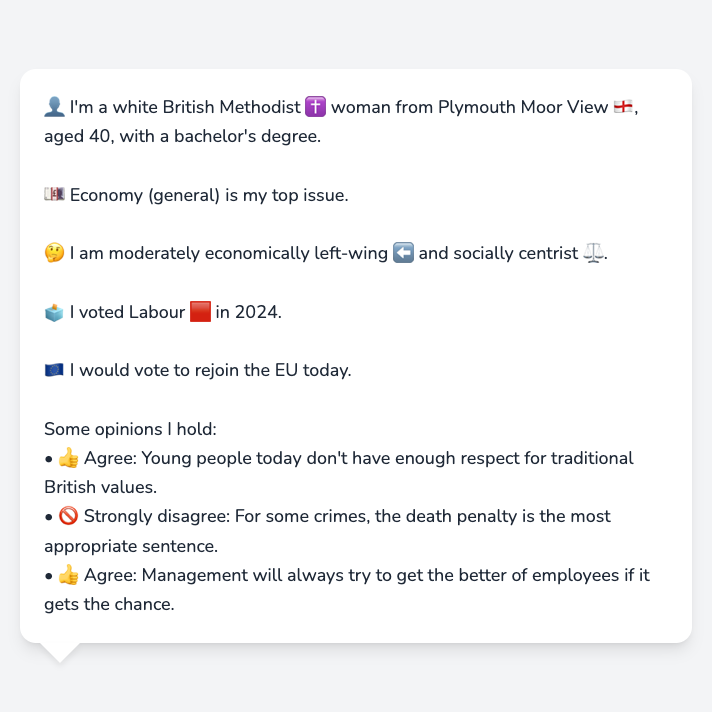 👤 I'm a white British Methodist ✝️ woman from Plymouth Moor View 🏴󠁧󠁢󠁥󠁮󠁧󠁿,
aged 40, with a bachelor's degree.
💷 Economy (general) is my top issue.
🤔 I am moderately economically left-wing ⬅️ and socially centrist ⚖️.
🗳️ I voted Labour 🟥 in 2024.
🇪🇺 I would vote to rejoin the EU today.
Some opinions I hold:
• 👍 Agree: Young people today don't have enough respect for traditional
British values.
• 🚫 Strongly disagree: For some crimes, the death penalty is the most
appropriate sentence.
• 👍 Agree: Management will always try to get the better of employees if it
gets the chance.